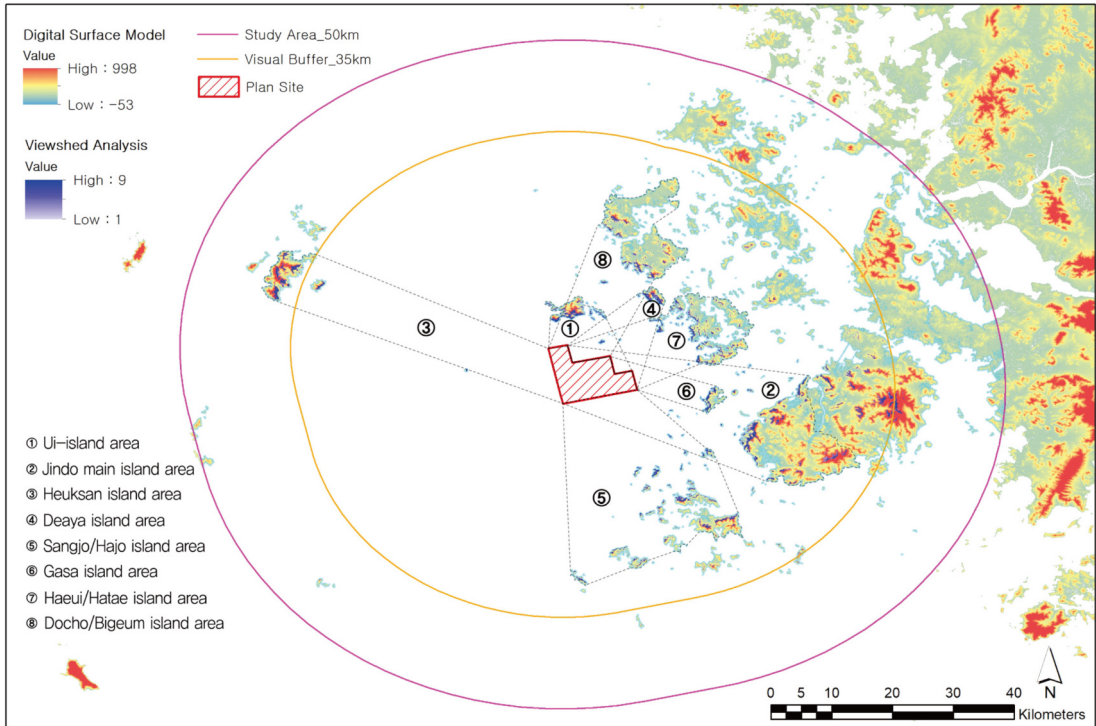 Digital Surface Model
Value
High : 998
Low : -53
Viewshed Analysis
Value
High : 9
Low : 1
Study Area_50km
Visual Buffer_35km
Plan Site
⑧
④
①
③
⑦
⑥
②
⑤
① Ui-island area
② Jindo main island area
③ Heuksan island area
④ Deaya island area
⑤ Sangjo/Hajo island area
⑥ Gasa island area
⑦ Haeui/Hatae island area
⑧ Docho/Bigeum island area
N
0 5 10 20 30 40
Kilometers